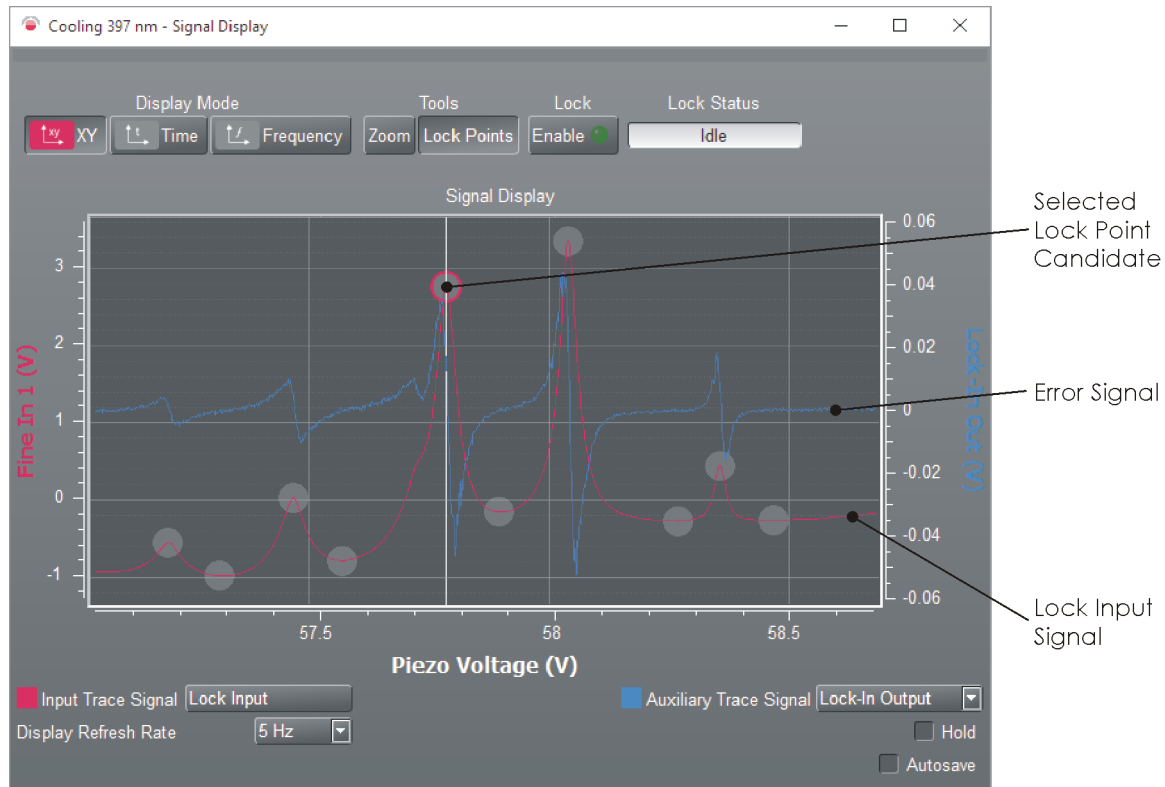 Cooling 397 nm - Signal Display
Display Mode
Tools
Lock
Lock Status
xy XY
t Time
f Frequency
Zoom
Lock Points
Enable
Idle
Signal Display
Selected
Lock Point
Candidate
Error Signal
Lock Input
Signal
Fine In 1 (V)
3
2
1
0
-1
0.06
0.04
0.02
0
-0.02
-0.04
-0.06
Lock-In Out (V)
57.5
58
58.5
Piezo Voltage (V)
Input Trace Signal
Lock Input
Auxiliary Trace Signal
Lock-In Output
Display Refresh Rate
5 Hz
Hold
Autosave